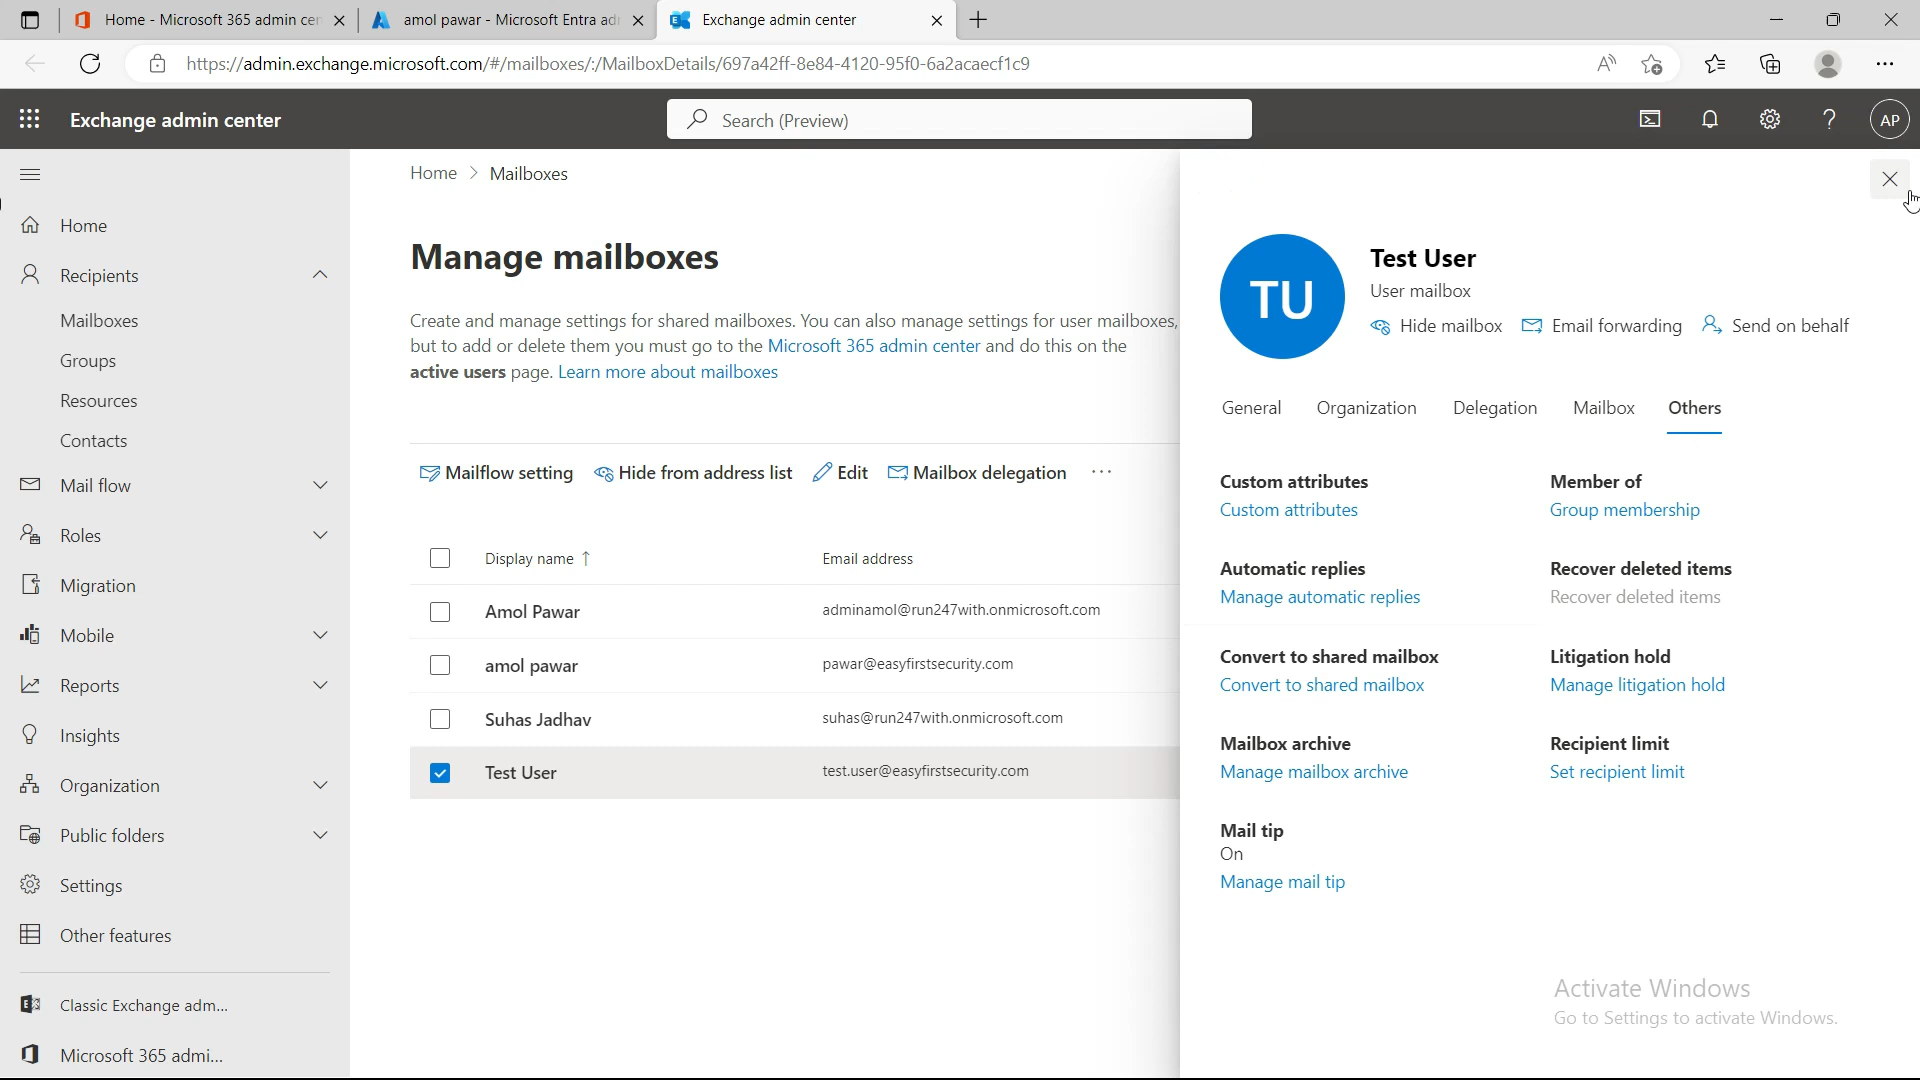 Home - Microsoft 365 admin cen
amol pawar - Microsoft Entra adm
Exchange admin center
https://admin.exchange.microsoft.com/#/mailboxes/:/MailboxDetails/697a42ff-8e84-4120-95f0-6a2acaecf1c9
Exchange admin center
Search (Preview)
AP
Home
Recipients
Mailboxes
Groups
Resources
Contacts
Mail flow
Roles
Migration
Mobile
Reports
Insights
Organization
Public folders
Settings
Other features
Classic Exchange adm...
Microsoft 365 admi...
Home > Mailboxes
Manage mailboxes
Create and manage settings for shared mailboxes. You can also manage settings for user mailboxes,
but to add or delete them you must go to the Microsoft 365 admin center and do this on the
active users page. Learn more about mailboxes
Mailflow setting Hide from address list Edit Mailbox delegation ...
Display name ↑ Email address
Amol Pawar adminamol@run247with.onmicrosoft.com
amol pawar pawar@easyfirstsecurity.com
Suhas Jadhav suhas@run247with.onmicrosoft.com
Test User test.user@easyfirstsecurity.com
TU
Test User
User mailbox
Hide mailbox Email forwarding Send on behalf
General Organization Delegation Mailbox Others
Custom attributes
Custom attributes
Member of
Group membership
Automatic replies
Manage automatic replies
Recover deleted items
Recover deleted items
Convert to shared mailbox
Convert to shared mailbox
Litigation hold
Manage litigation hold
Mailbox archive
Manage mailbox archive
Recipient limit
Set recipient limit
Mail tip
On
Manage mail tip
Activate Windows
Go to Settings to activate Windows.